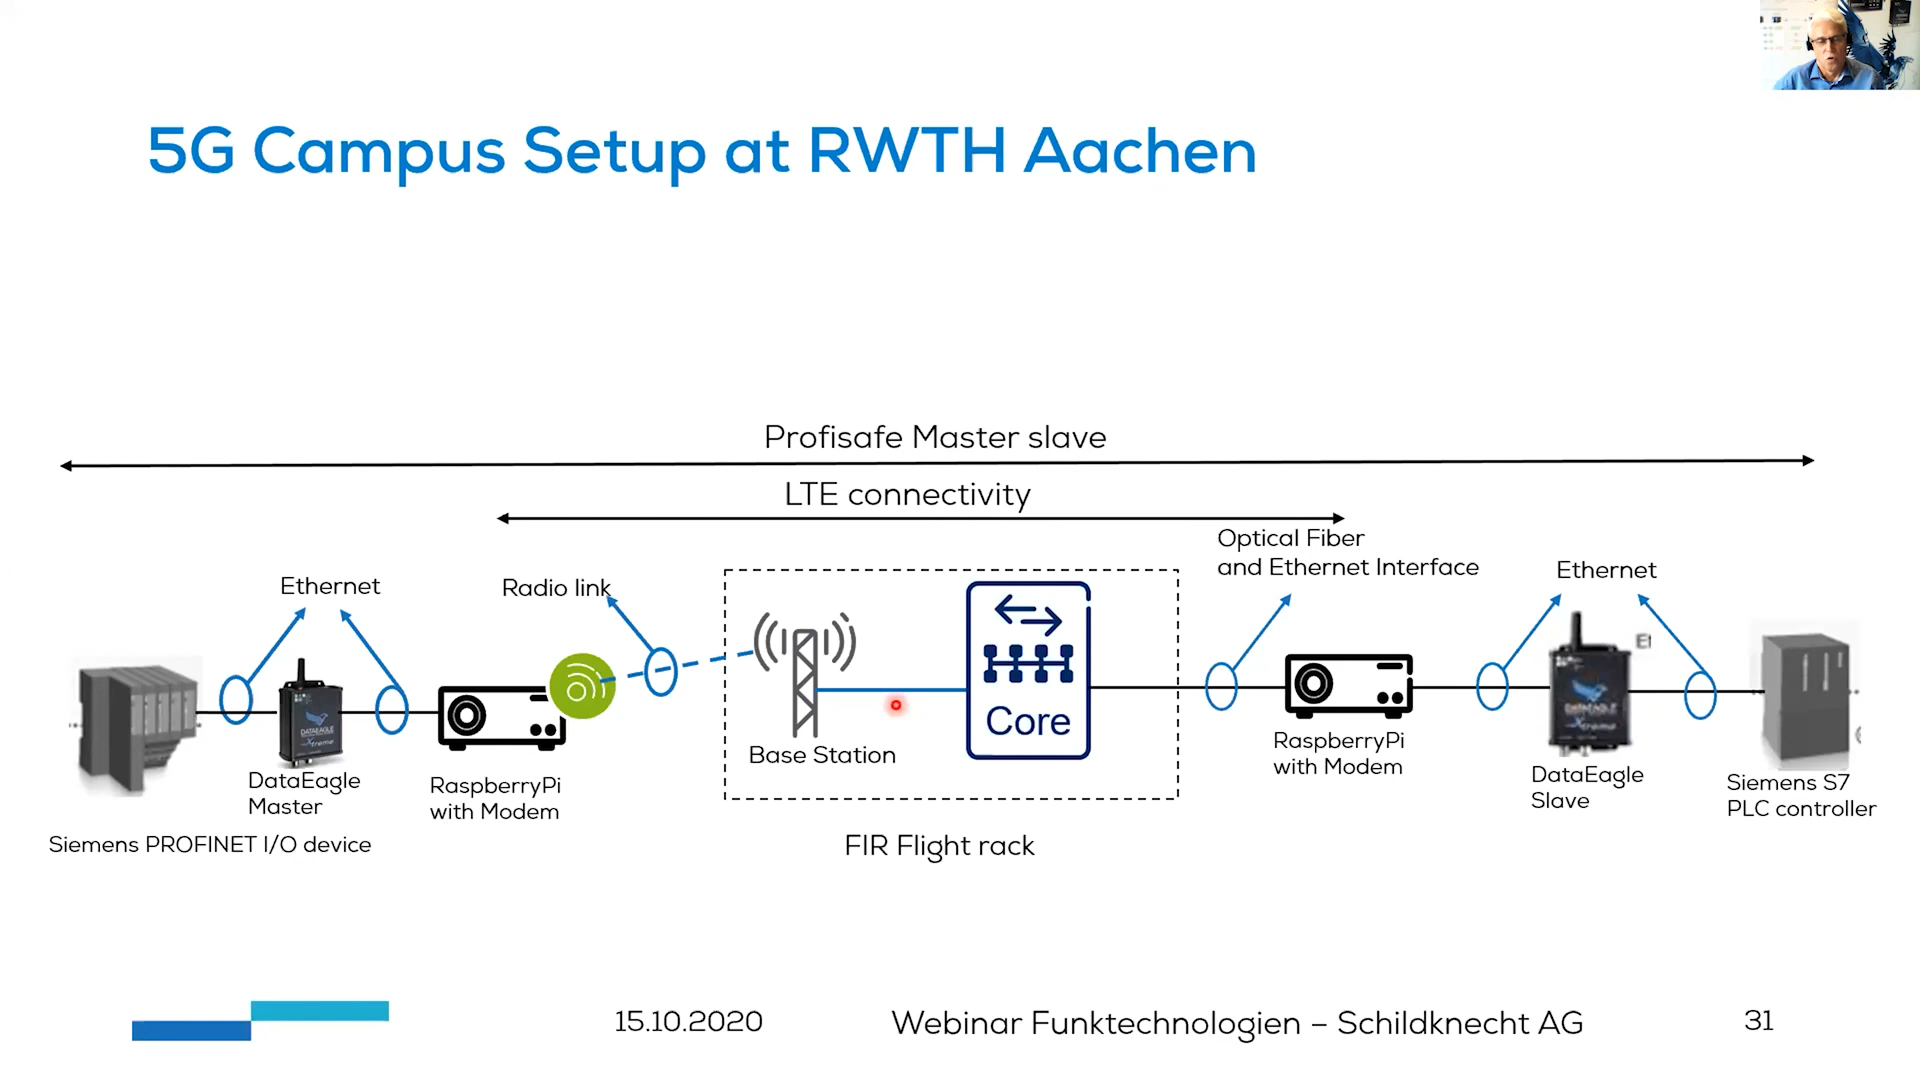 5G Campus Setup at RWTH Aachen
Profisafe Master slave
LTE connectivity
Optical Fiber
and Ethernet Interface
Ethernet
Radio link
Ethernet
DATAEAGLE
Xtreme
Core
Base Station
DataEagle
Master
RaspberryPi
with Modem
RaspberryPi
with Modem
DataEagle
Slave
Siemens S7
PLC controller
Siemens PROFINET I/O device
FIR Flight rack
15.10.2020
Webinar Funktechnologien – Schildknecht AG
31